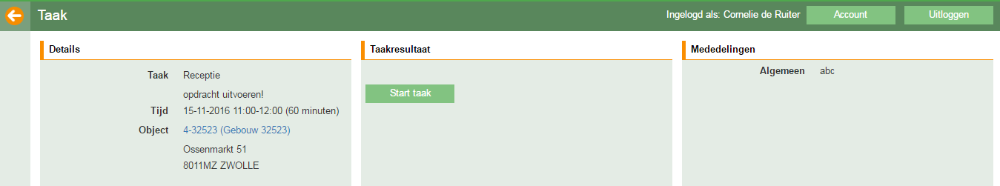 Taak
Ingelogd als: Cornelie de Ruiter
Account
Uitloggen
Details
Taak Receptie
opdracht uitvoeren!
Tijd 15-11-2016 11:00-12:00 (60 minuten)
Object 4-32523 (Gebouw 32523)
Ossenmarkt 51
8011MZ ZWOLLE
Taakresultaat
Start taak
Mededelingen
Algemeen abc